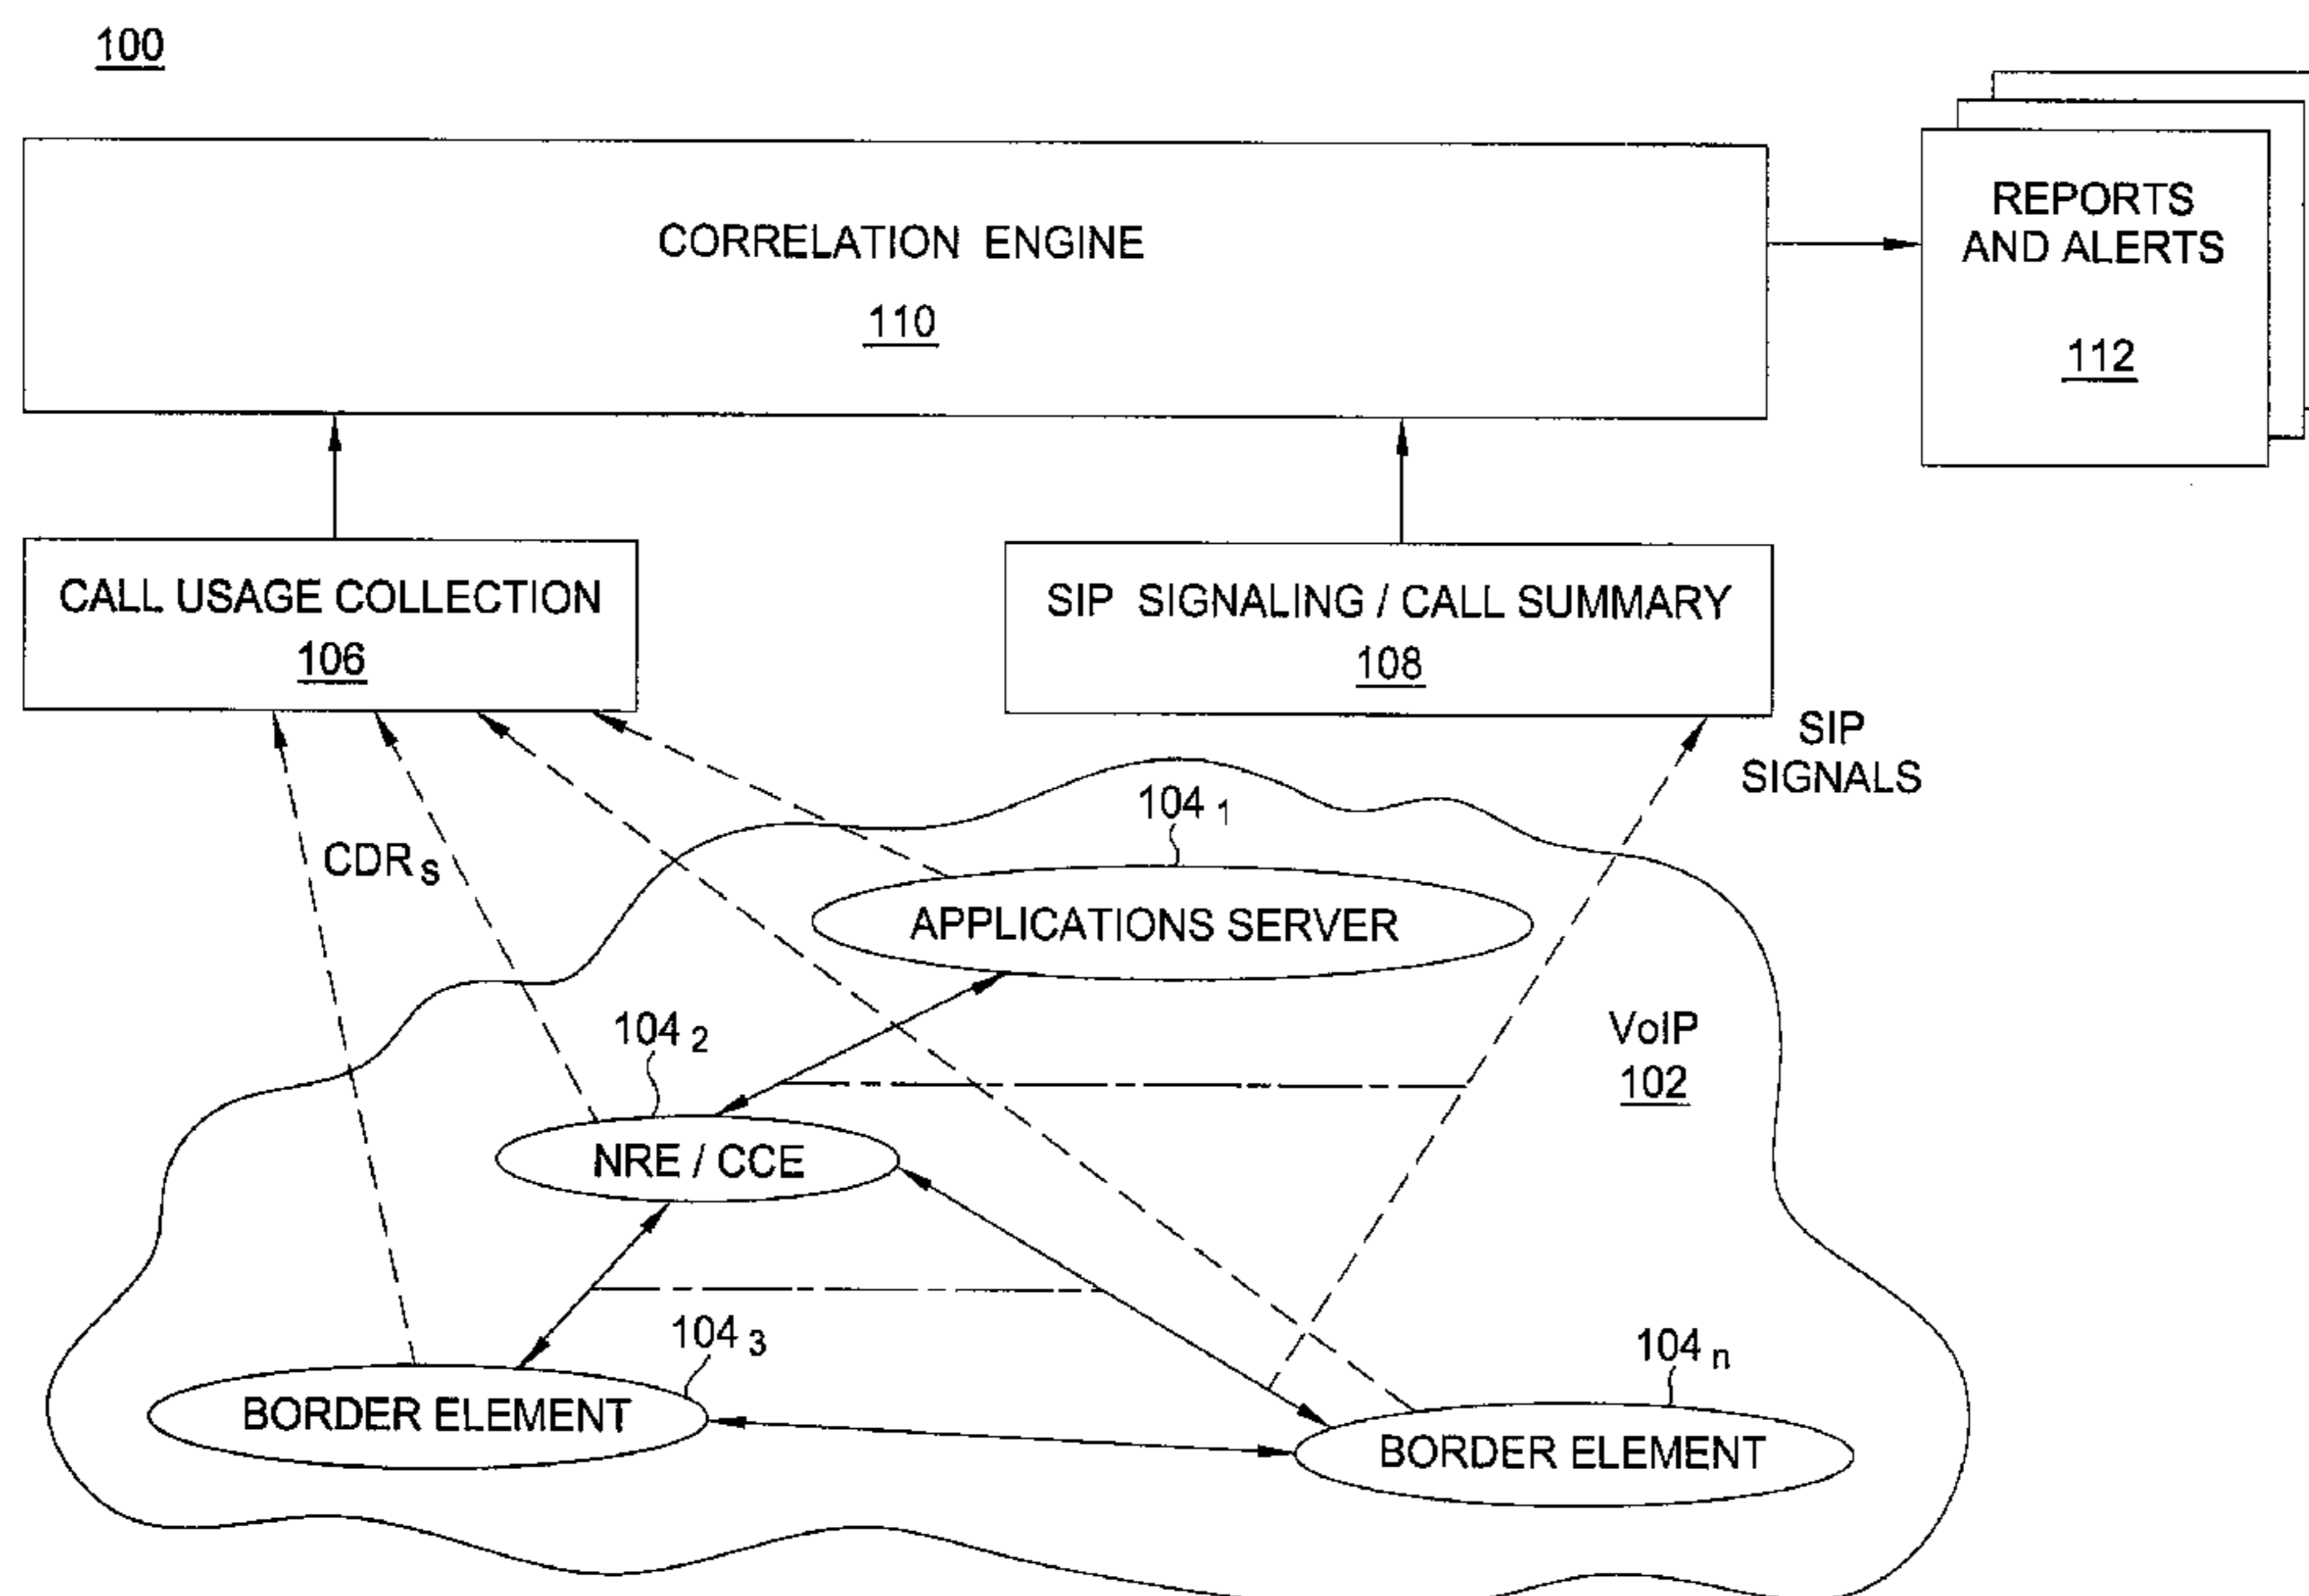 100
CORRELATION ENGINE
110
REPORTS
AND ALERTS
112
CALL USAGE COLLECTION
106
SIP SIGNALING / CALL SUMMARY
108
SIP
SIGNALS
CDRS
104 1
APPLICATIONS SERVER
104 2
NRE / CCE
VoIP
102
104 3
BORDER ELEMENT
104 n
BORDER ELEMENT